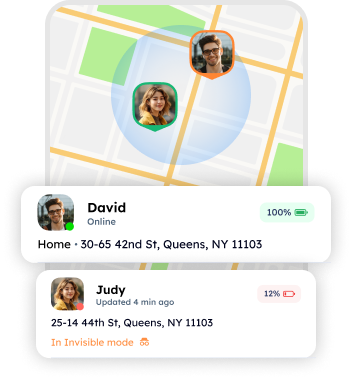 David
100%
Online
Home · 30-65 42nd St, Queens, NY 11103
Judy
12%
Updated 4 min ago
25-14 44th St, Queens, NY 11103
In Invisible mode